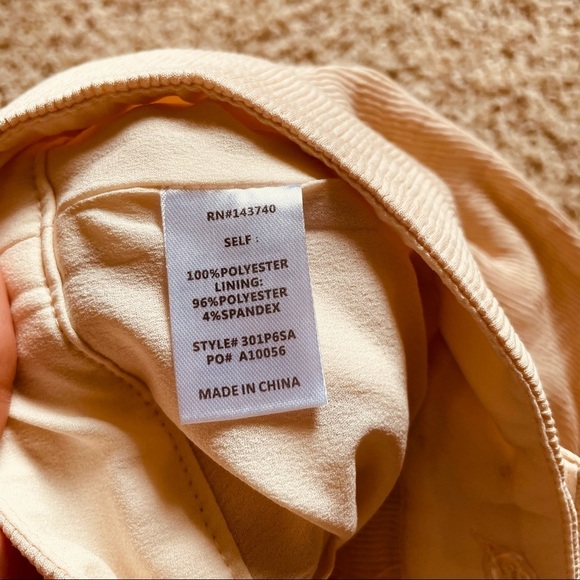 RN#143740
SELF :
100%POLYESTER
LINING:
96%POLYESTER
4%SPANDEX
STYLE# 301P6SA
PO# A10056
MADE IN CHINA